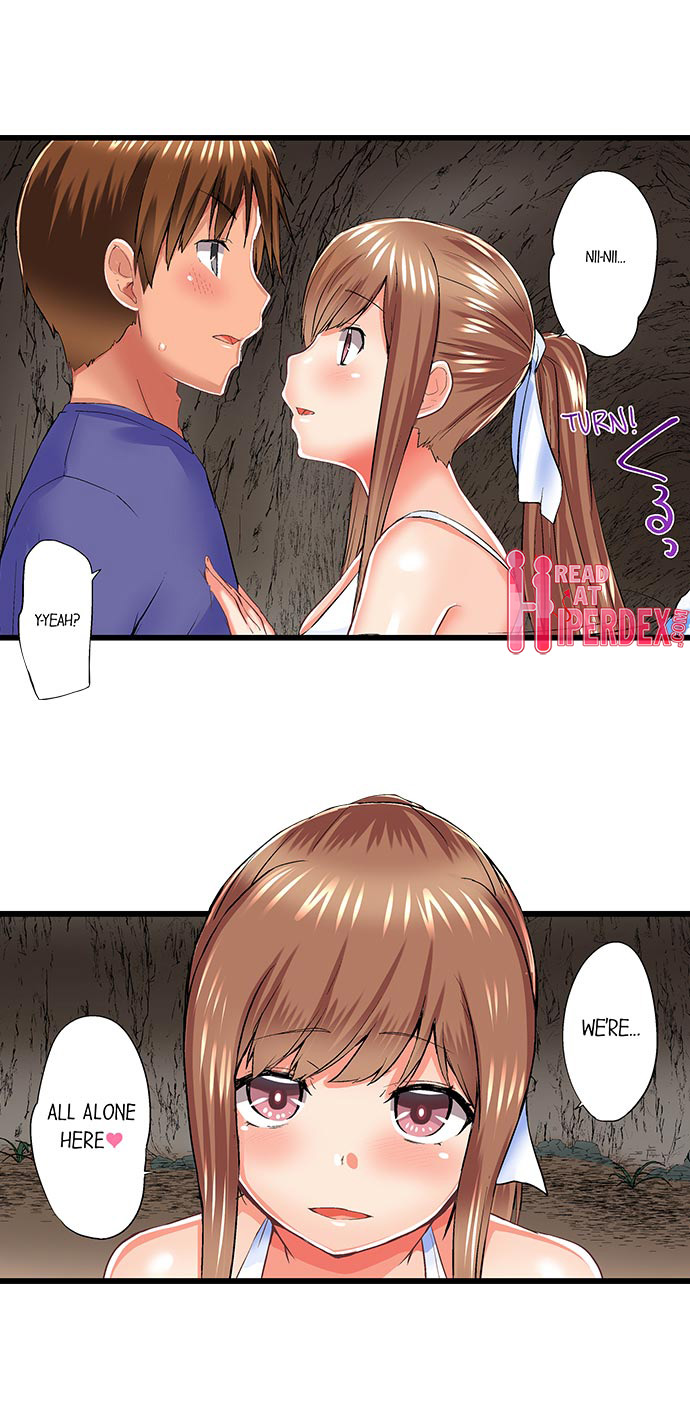 NII-NII...
TURN!
くるっ
READ
AT
HIPERDEX.COM
Y-YEAH?
WE'RE...
ALL ALONE
HERE♥